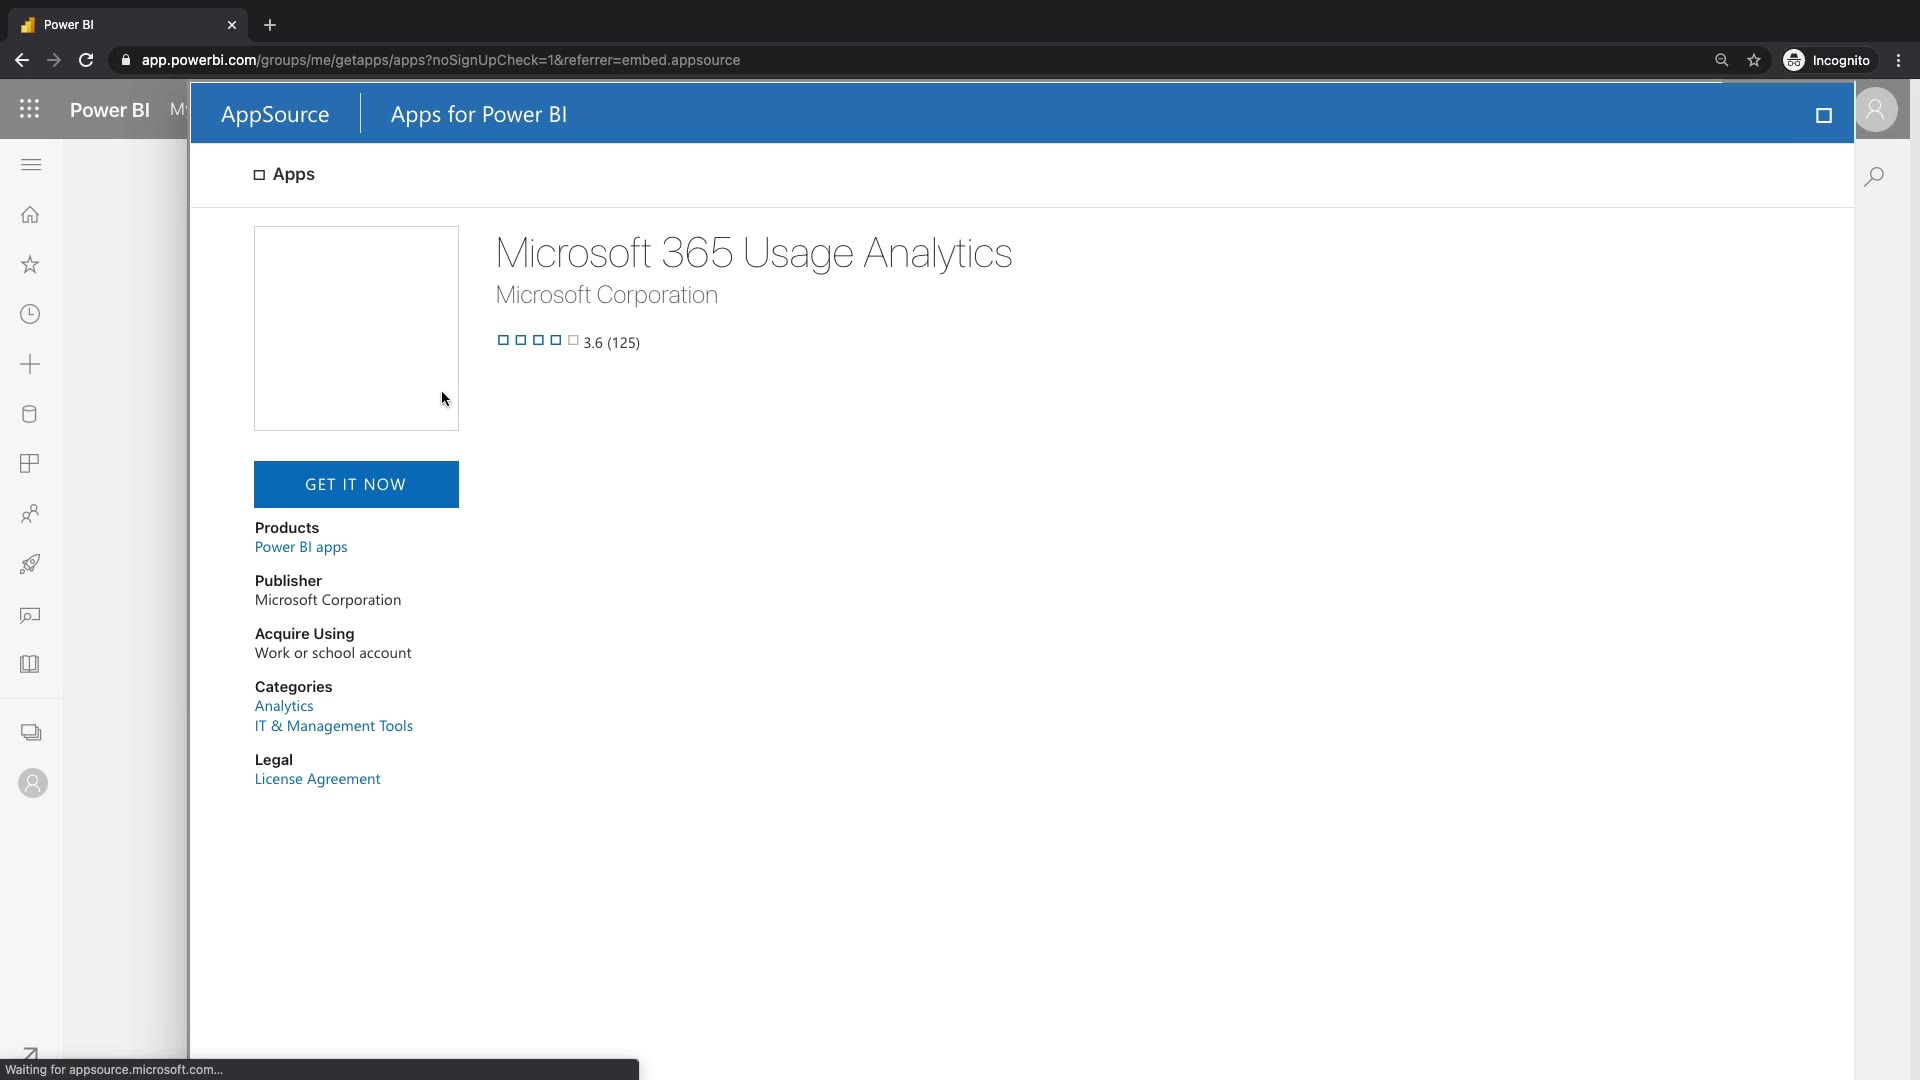 Power BI
app.powerbi.com/groups/me/getapps/apps?noSignUpCheck=1&referrer=embed.appsource
Incognito
Power BI
My
AppSource
Apps for Power BI
Apps
Microsoft 365 Usage Analytics
Microsoft Corporation
3.6 (125)
GET IT NOW
Products
Power BI apps
Publisher
Microsoft Corporation
Acquire Using
Work or school account
Categories
Analytics
IT & Management Tools
Legal
License Agreement
Waiting for appsource.microsoft.com...